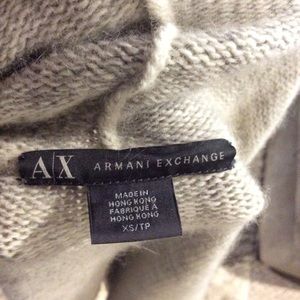 A|X ARMANI EXCHANGE
MADE IN
HONG KONG
FABRIQUÉ À
HONG KONG
XS/TP